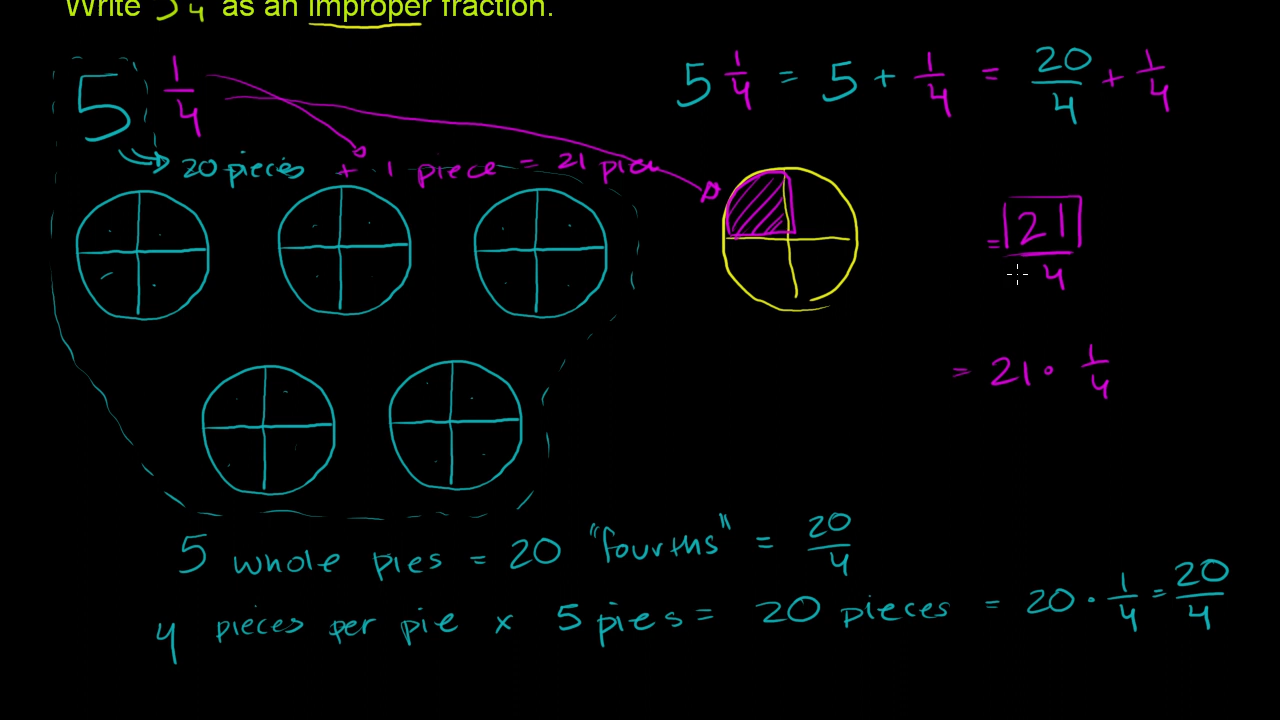 Write 5 1/4 as an improper fraction.
5 1/4
5 1/4 = 5 + 1/4 = 20/4 + 1/4
20 pieces + 1 piece = 21
= 21/4
= 21 · 1/4
5 whole pies = 20 "fourths" = 20/4
4 pieces per pie x 5 pies = 20 pieces = 20 · 1/4 = 20/4